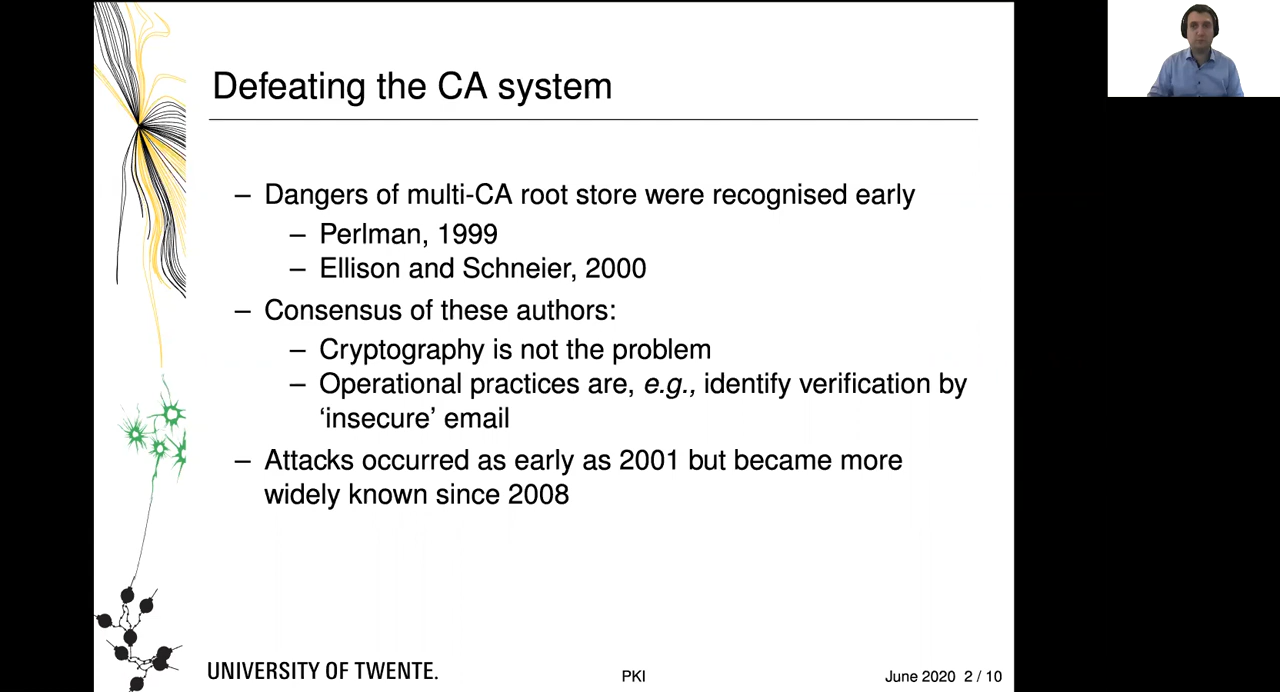 Defeating the CA system
– Dangers of multi-CA root store were recognised early
– Perlman, 1999
– Ellison and Schneier, 2000
– Consensus of these authors:
– Cryptography is not the problem
– Operational practices are, e.g., identify verification by
‘insecure’ email
– Attacks occurred as early as 2001 but became more
widely known since 2008
UNIVERSITY OF TWENTE.
PKI
June 2020 2 / 10